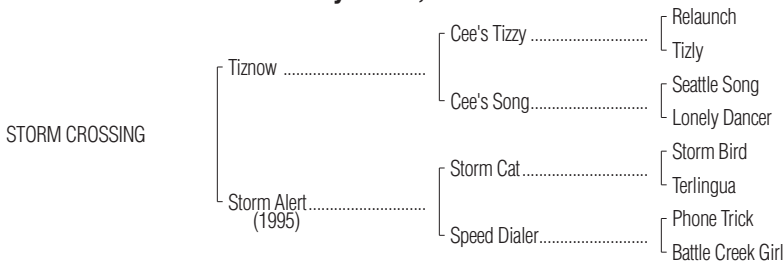 Relaunch
Cee's Tizzy
Tizly
Tiznow
Seattle Song
Cee's Song
Lonely Dancer
STORM CROSSING
Storm Bird
Storm Cat
Terlingua
Storm Alert
(1995)
Phone Trick
Speed Dialer
Battle Creek Girl